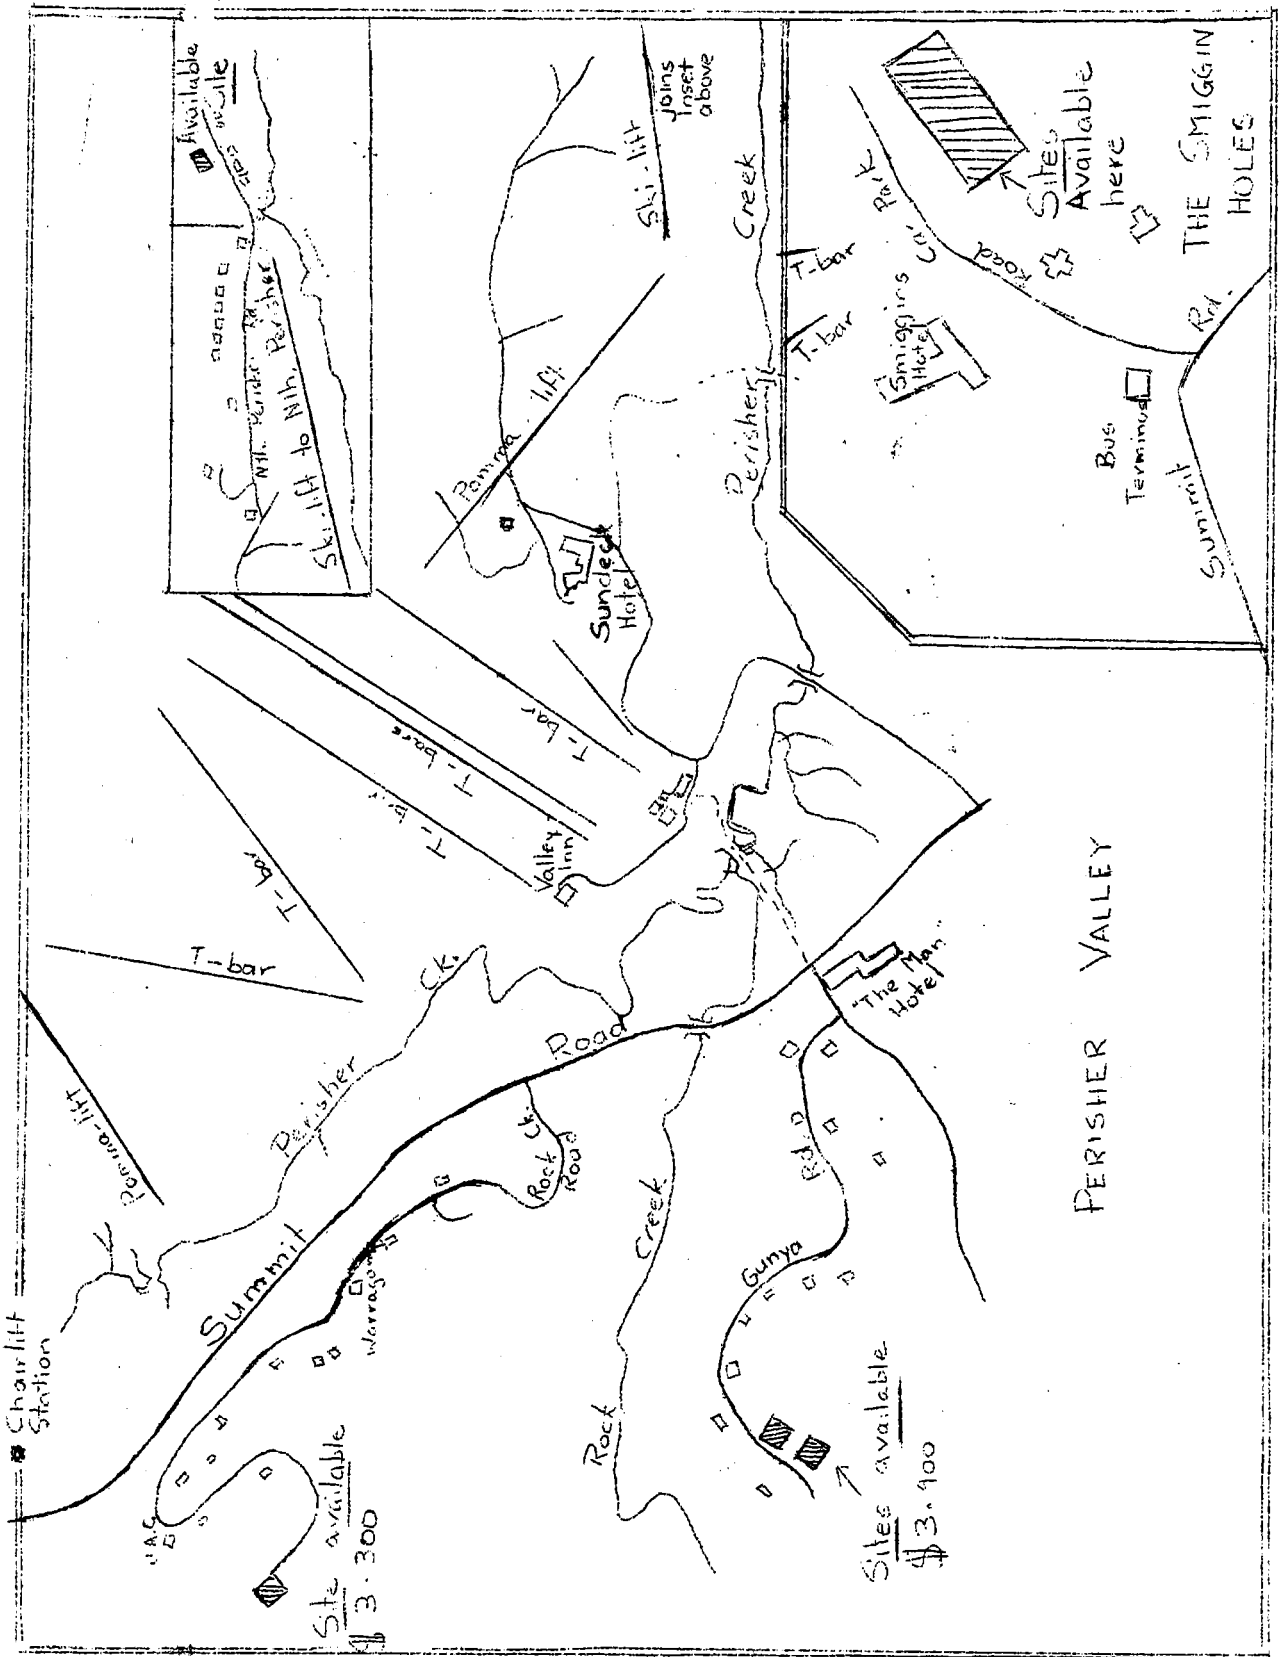 Chairlift
Station
Poma-lift
T-bar
T-bar
T-bar
T-bars
T-bar
Available
Site
Nth. Perisher Rd.
Ski-lift to Nth. Perisher
Pomma - lift
Ski-lift
Joins
Inset
above
Perisher Creek
Sundeck
Hotel
Valley
Inn
Perisher Ck.
Summit Road
Rock Ck.
Road
Warragang
Site available
$3.300
Rock Creek
Gunya Rd.
Sites available
$3.900
"The Man"
Hotel
PERISHER VALLEY
T-bar
T-bar
Smiggins
Hotel
Car Park
Road
Sites
Available
here
THE SMIGGIN
HOLES
Bus
Terminus
Summit Rd.